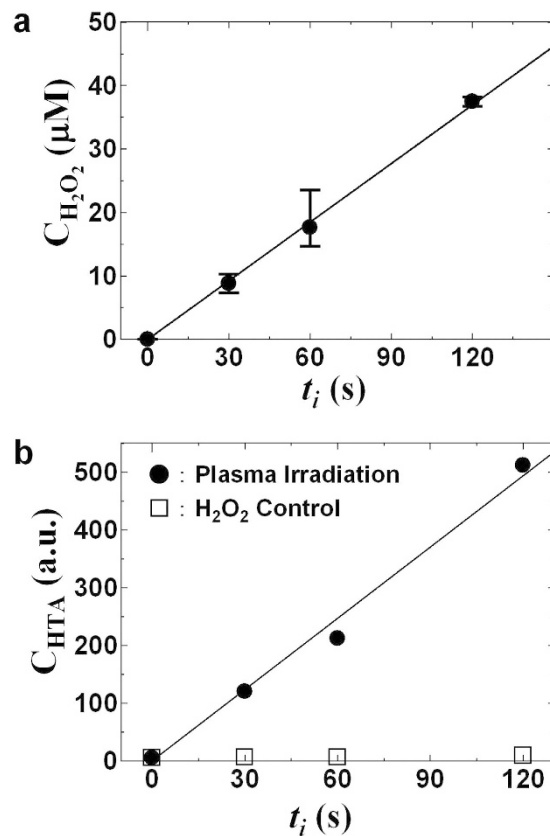 a
50
40
30
20
10
0
C_H₂O₂ (μM)
0 30 60 90 120
t_i (s)
b
● : Plasma Irradiation
□ : H₂O₂ Control
500
400
300
200
100
0
C_HTA (a.u.)
0 30 60 90 120
t_i (s)